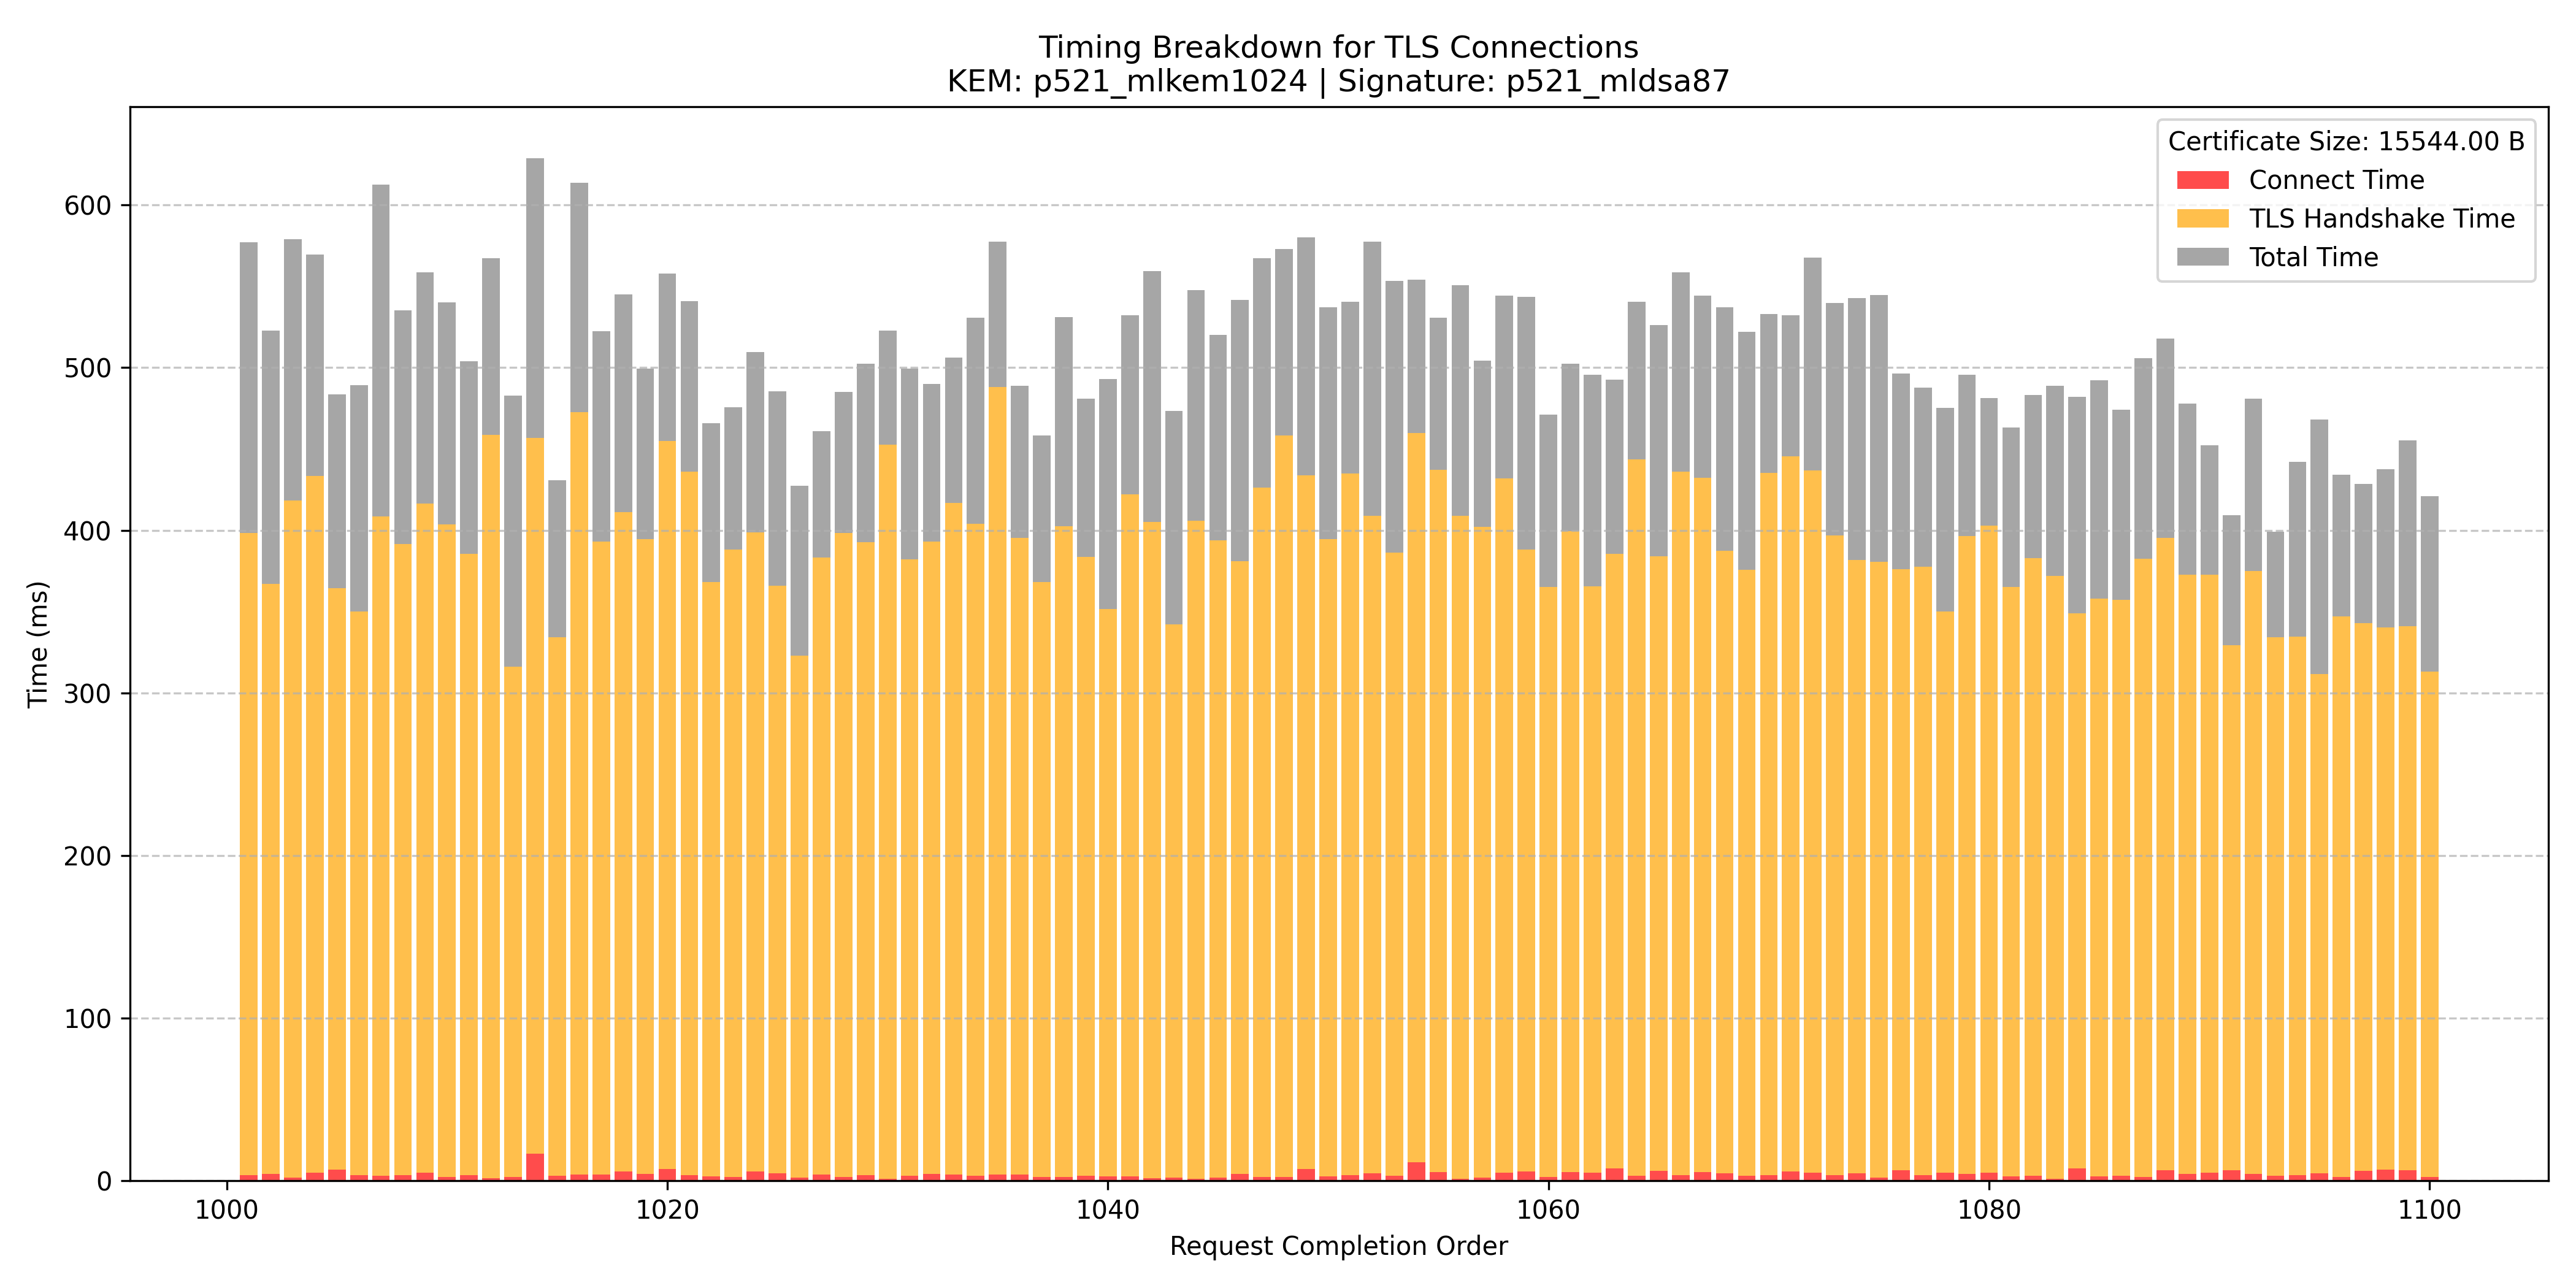 Timing Breakdown for TLS Connections
KEM: p521_mlkem1024 | Signature: p521_mldsa87
Certificate Size: 15544.00 B
Connect Time
TLS Handshake Time
Total Time
Time (ms)
600
500
400
300
200
100
0
1000 1020 1040 1060 1080 1100
Request Completion Order